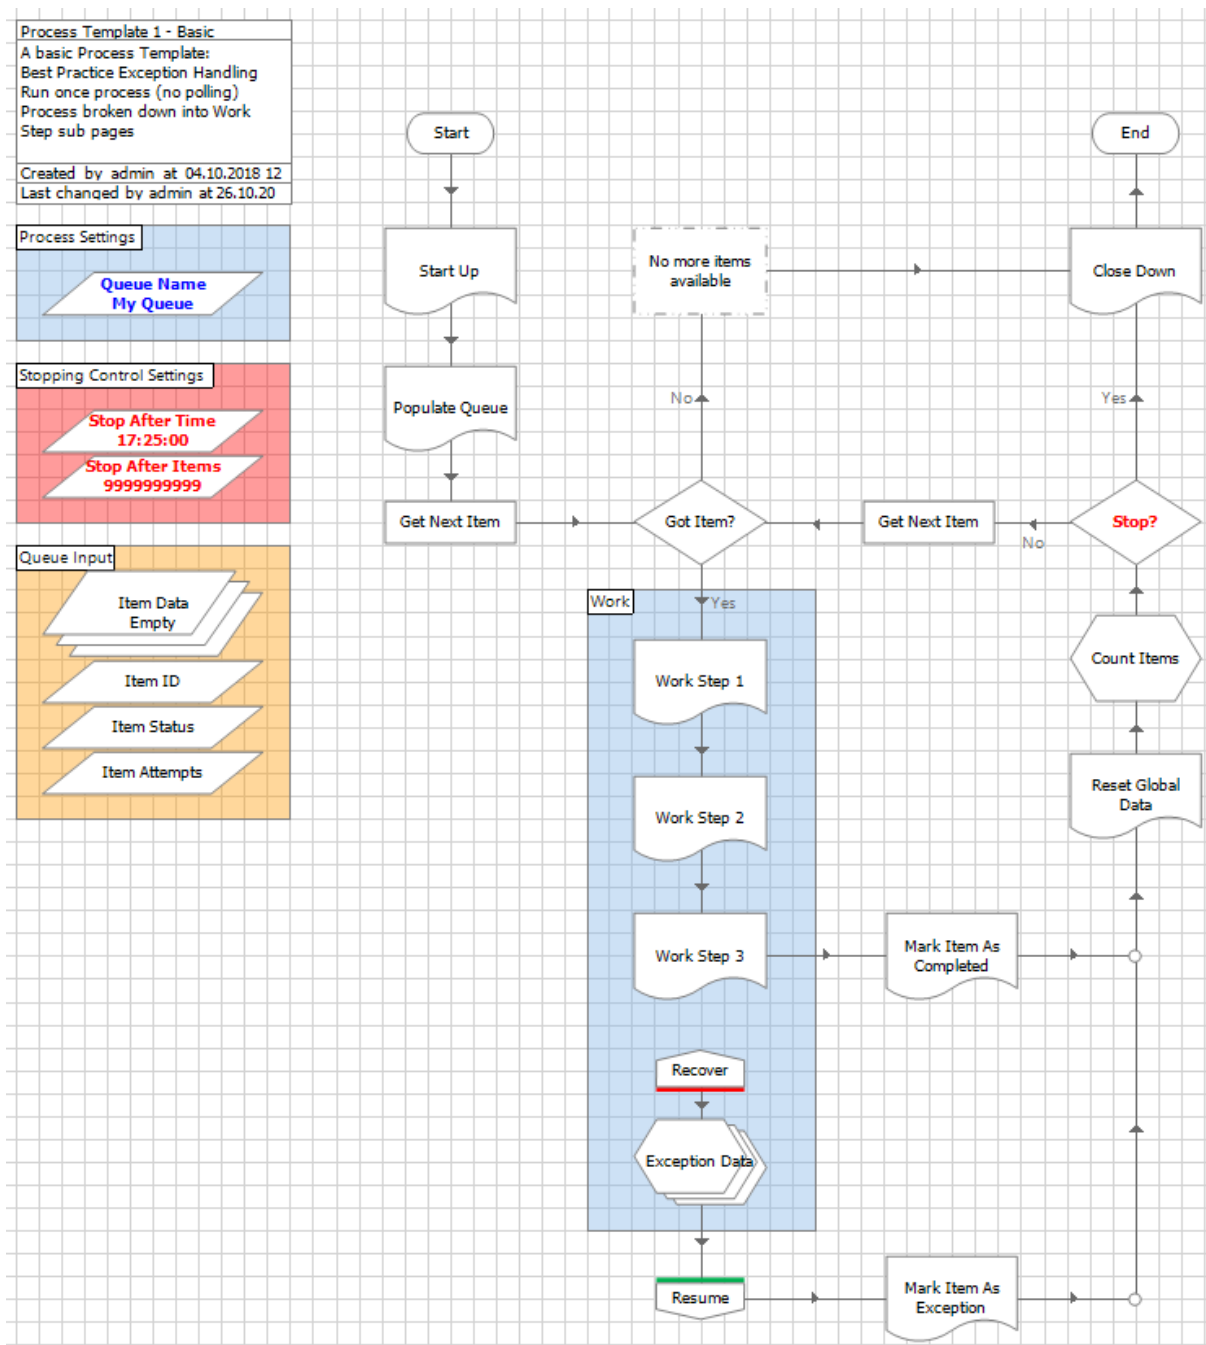 Process Template 1 - Basic
A basic Process Template:
Best Practice Exception Handling
Run once process (no polling)
Process broken down into Work
Step sub pages
Created by admin at 04.10.2018 12
Last changed by admin at 26.10.20
Process Settings
Queue Name
My Queue
Stopping Control Settings
Stop After Time
17:25:00
Stop After Items
9999999999
Queue Input
Item Data
Empty
Item ID
Item Status
Item Attempts
Start
Start Up
Populate Queue
Get Next Item
No more items
available
No
Got Item?
Yes
Work
Work Step 1
Work Step 2
Work Step 3
Recover
Exception Data
Resume
Get Next Item
Mark Item As
Completed
Mark Item As
Exception
End
Close Down
Yes
Stop?
No
Count Items
Reset Global
Data